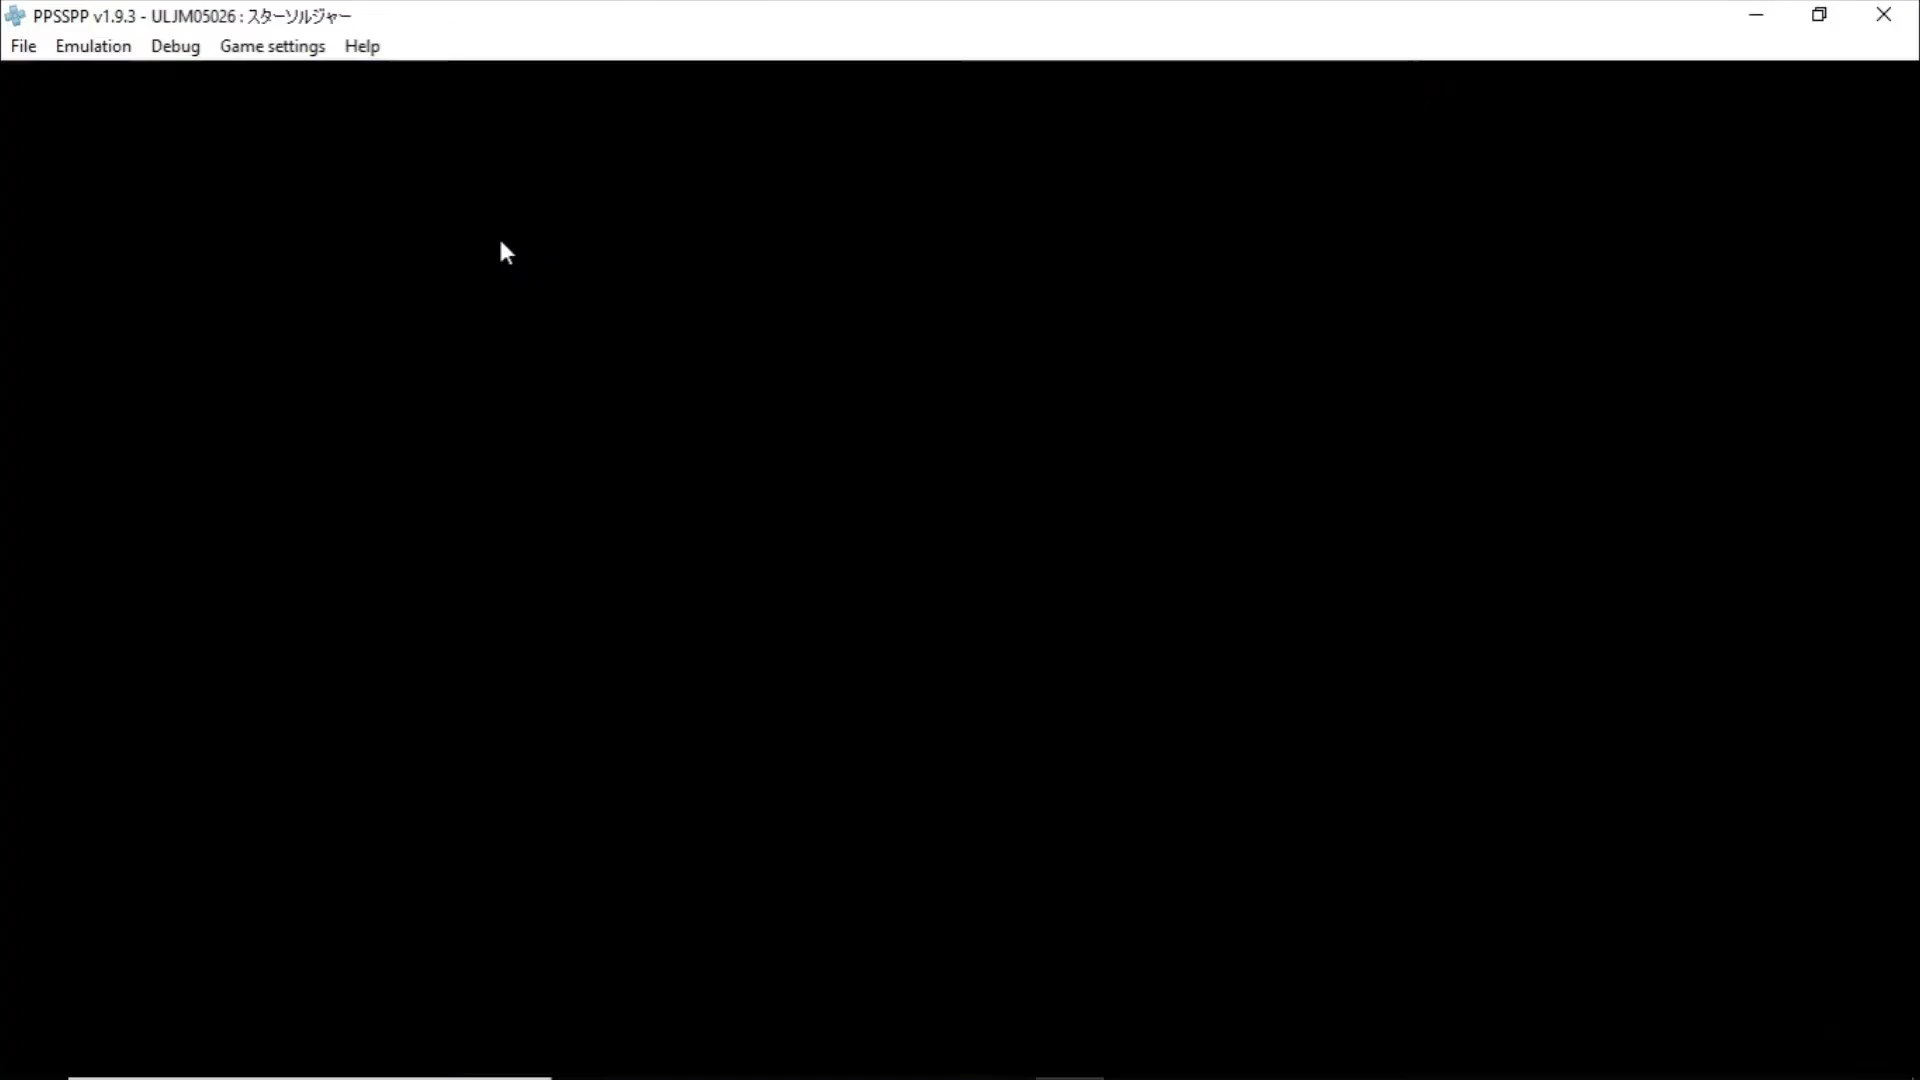 PPSSPP v1.9.3 - ULJM05026 : スターソルジャー
File Emulation Debug Game settings Help